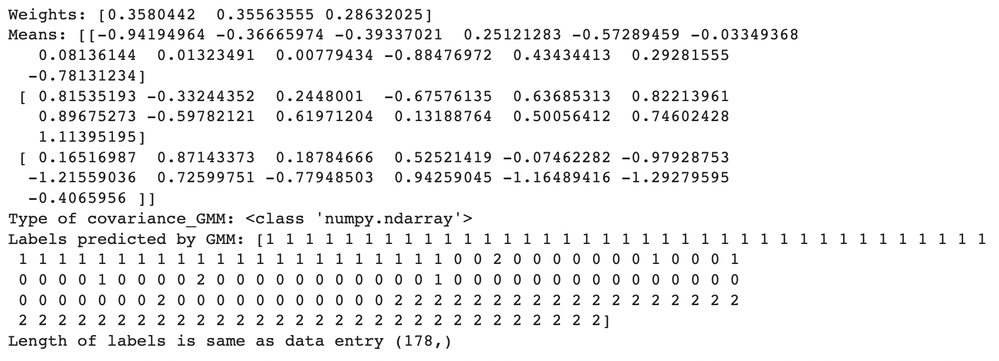 Weights: [0.3580442  0.35563555 0.28632025]
Means: [[-0.94194964 -0.36665974 -0.39337021  0.25121283 -0.57289459 -0.03349368
   0.08136144  0.01323491  0.00779434 -0.88476972  0.43434413  0.29281555
  -0.78131234]
 [ 0.81535193 -0.33244352  0.2448001  -0.67576135  0.63685313  0.82213961
   0.89675273 -0.59782121  0.61971204  0.13188764  0.50056412  0.74602428
   1.11395195]
 [ 0.16516987  0.87143373  0.18784666  0.52521419 -0.07462282 -0.97928753
  -1.21559036  0.72599751 -0.77948503  0.94259045 -1.16489416 -1.29279595
  -0.4065956 ]]
Type of covariance_GMM: <class 'numpy.ndarray'>
Labels predicted by GMM: [1 1 1 1 1 1 1 1 1 1 1 1 1 1 1 1 1 1 1 1 1 1 1 1 1 1 1 1 1 1 1 1 1 1 1 1 1
 1 1 1 1 1 1 1 1 1 1 1 1 1 1 1 1 1 1 1 1 1 1 0 0 2 0 0 0 0 0 0 0 1 0 0 0 1
 0 0 0 0 1 0 0 0 0 2 0 0 0 0 0 0 0 0 0 0 0 1 0 0 0 0 0 0 0 0 0 0 0 0 0 0 0
 0 0 0 0 0 0 0 2 0 0 0 0 0 0 0 0 0 0 0 2 2 2 2 2 2 2 2 2 2 2 2 2 2 2 2 2 2
 2 2 2 2 2 2 2 2 2 2 2 2 2 2 2 2 2 2 2 2 2 2 2 2 2 2 2 2 2 2]
Length of labels is same as data entry (178,)